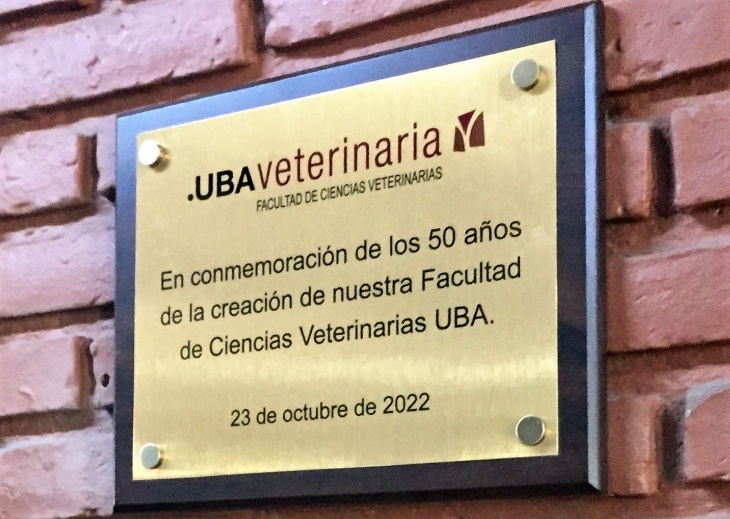 .UBAveterinaria
FACULTAD DE CIENCIAS VETERINARIAS
En conmemoración de los 50 años
de la creación de nuestra Facultad
de Ciencias Veterinarias UBA.
23 de octubre de 2022